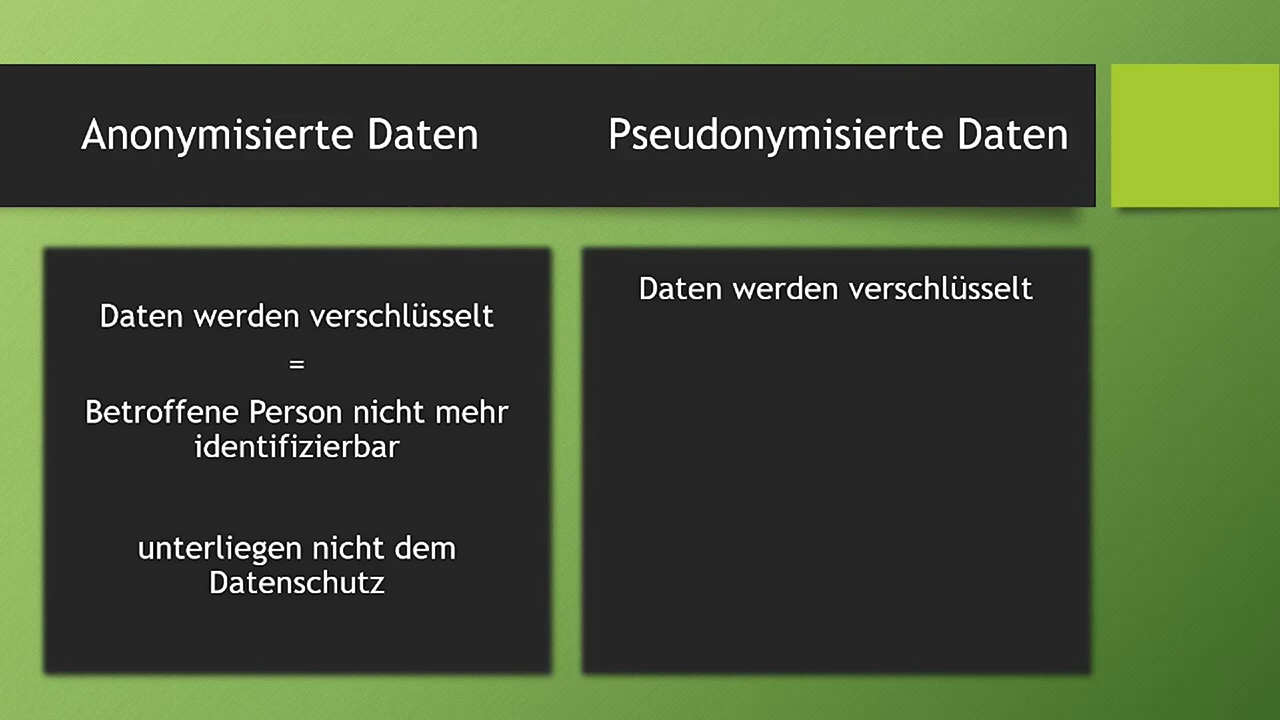 Anonymisierte Daten
Pseudonymisierte Daten
Daten werden verschlüsselt
=
Betroffene Person nicht mehr
identifizierbar
unterliegen nicht dem
Datenschutz
Daten werden verschlüsselt